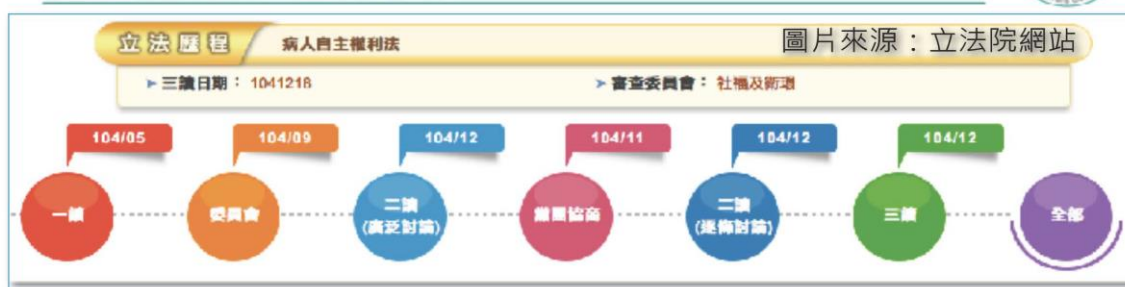 立法歷程 病人自主權利法 圖片來源：立法院網站
➤三讀日期：1041218 ➤審查委員會：社福及衛環
104/05 104/09 104/12 104/11 104/12 104/12
一讀 委員會 二讀 黨團協商 二讀 三讀 全部
(廣泛討論) (逐條討論)